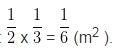 1/2 x 1/3 = 1/6 (m2 ).